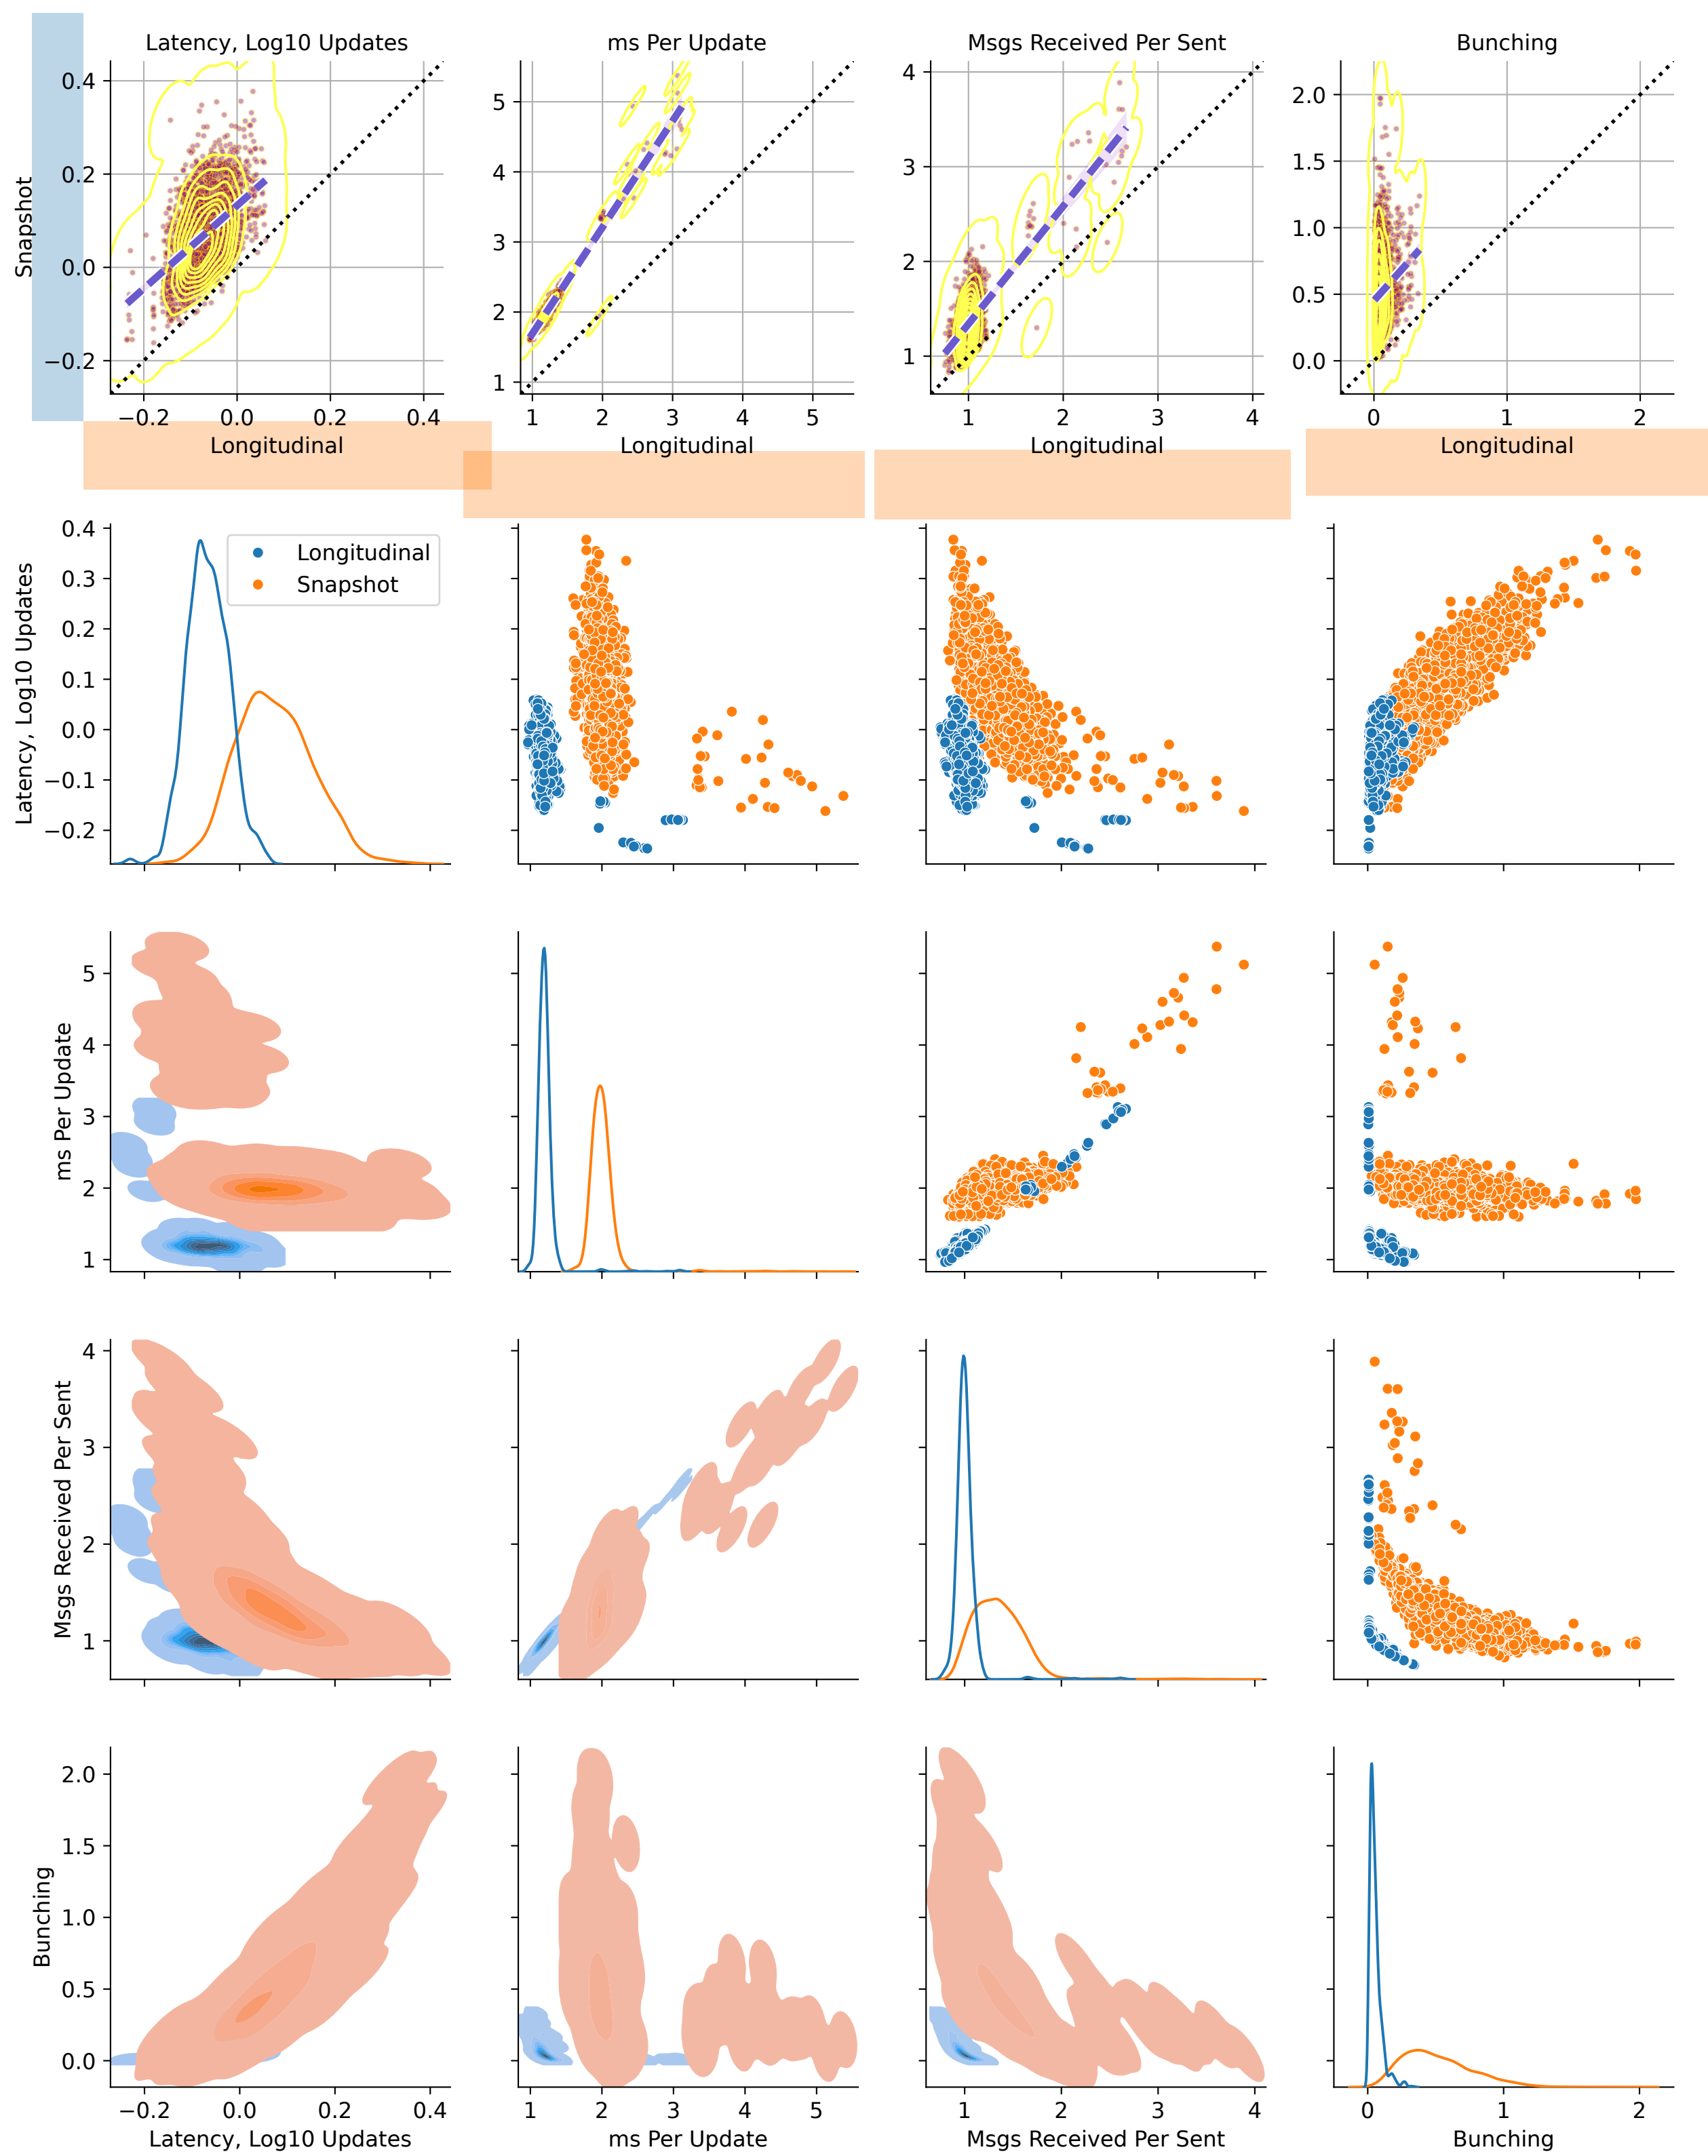 Latency, Log10 Updates
ms Per Update
Msgs Received Per Sent
Bunching
Snapshot
0.4
0.2
0.0
−0.2
−0.2 0.0 0.2 0.4
Longitudinal
5
4
3
2
1
1 2 3 4 5
Longitudinal
4
3
2
1
1 2 3 4
Longitudinal
2.0
1.5
1.0
0.5
0.0
0 1 2
Longitudinal
Latency, Log10 Updates
0.4
0.3
0.2
0.1
0.0
−0.1
−0.2
Longitudinal
Snapshot
ms Per Update
5
4
3
2
1
Msgs Received Per Sent
4
3
2
1
Bunching
2.0
1.5
1.0
0.5
0.0
−0.2 0.0 0.2 0.4
Latency, Log10 Updates
1 2 3 4 5
ms Per Update
1 2 3 4
Msgs Received Per Sent
0 1 2
Bunching